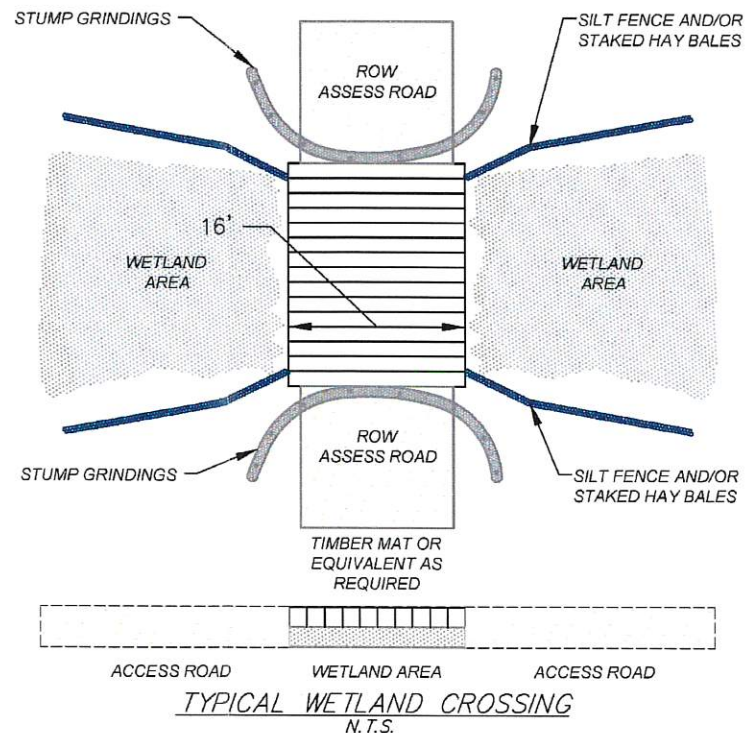 STUMP GRINDINGS
ROW
ASSESS ROAD
SILT FENCE AND/OR
STAKED HAY BALES
16'
WETLAND
AREA
WETLAND
AREA
STUMP GRINDINGS
ROW
ASSESS ROAD
SILT FENCE AND/OR
STAKED HAY BALES
TIMBER MAT OR
EQUIVALENT AS
REQUIRED
ACCESS ROAD
WETLAND AREA
ACCESS ROAD
TYPICAL WETLAND CROSSING
N.T.S.